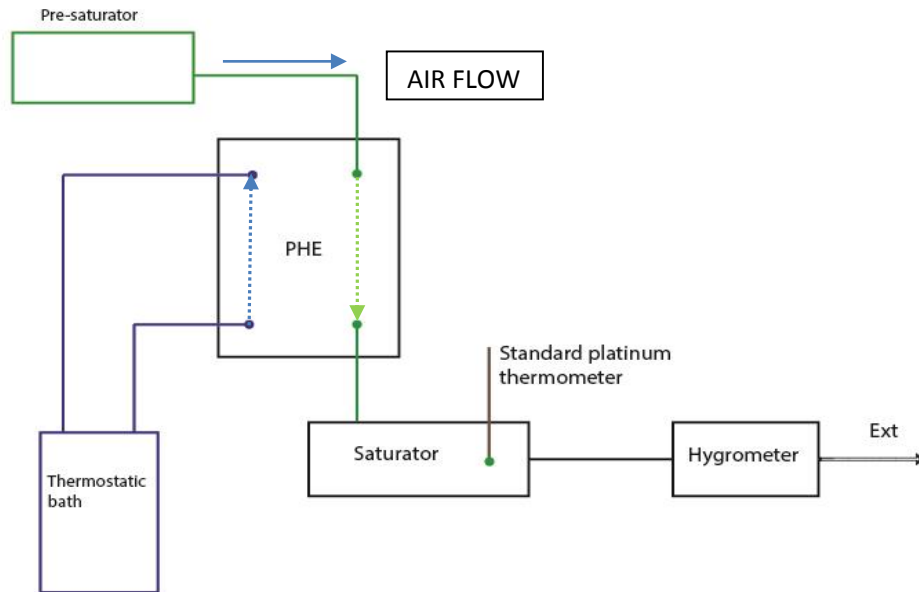 Pre-saturator
AIR FLOW
PHE
Standard platinum
thermometer
Saturator
Hygrometer
Ext
Thermostatic
bath